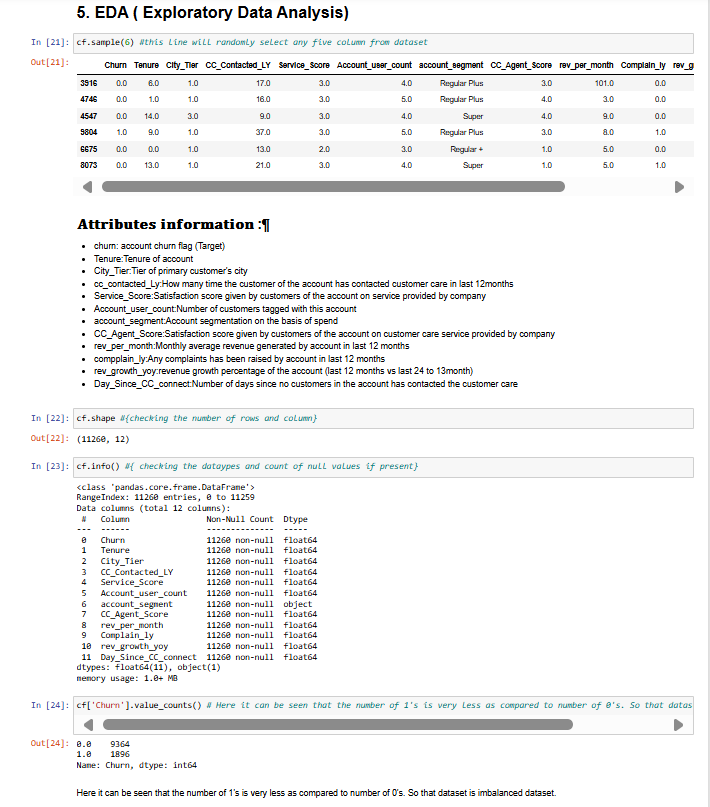 5. EDA ( Exploratory Data Analysis)
In [21]: cf.sample(6) #this line will randomly select any five column from dataset
Out[21]:
Churn Tenure City_Tier CC_Contacted_LY Service_Score Account_user_count account_segment CC_Agent_Score rev_per_month Complain_ly rev_g
3916 0.0 6.0 1.0 17.0 3.0 4.0 Regular Plus 3.0 101.0 0.0
4746 0.0 1.0 1.0 16.0 3.0 5.0 Regular Plus 4.0 3.0 0.0
4547 0.0 14.0 3.0 9.0 3.0 4.0 Super 4.0 9.0 0.0
9804 1.0 9.0 1.0 37.0 3.0 5.0 Regular Plus 3.0 8.0 1.0
6675 0.0 0.0 1.0 13.0 2.0 3.0 Regular + 1.0 5.0 0.0
8073 0.0 13.0 1.0 21.0 3.0 4.0 Super 1.0 5.0 1.0
Attributes information :¶
• churn: account churn flag (Target)
• Tenure:Tenure of account
• City_Tier:Tier of primary customer's city
• cc_contacted_Ly:How many time the customer of the account has contacted customer care in last 12months
• Service_Score:Satisfaction score given by customers of the account on service provided by company
• Account_user_count:Number of customers tagged with this account
• account_segment:Account segmentation on the basis of spend
• CC_Agent_Score:Satisfaction score given by customers of the account on customer care service provided by company
• rev_per_month:Monthly average revenue generated by account in last 12 months
• comppplain_ly:Any complaints has been raised by account in last 12 months
• rev_growth_yoy:revenue growth percentage of the account (last 12 months vs last 24 to 13month)
• Day_Since_CC_connect:Number of days since no customers in the account has contacted the customer care
In [22]: cf.shape #{checking the number of rows and column}
Out[22]: (11260, 12)
In [23]: cf.info() #{ checking the dataypes and count of null values if present}
<class 'pandas.core.frame.DataFrame'>
RangeIndex: 11260 entries, 0 to 11259
Data columns (total 12 columns):
# Column Non-Null Count Dtype
--- ------ -------------- -----
0 Churn 11260 non-null float64
1 Tenure 11260 non-null float64
2 City_Tier 11260 non-null float64
3 CC_Contacted_LY 11260 non-null float64
4 Service_Score 11260 non-null float64
5 Account_user_count 11260 non-null float64
6 account_segment 11260 non-null object
7 CC_Agent_Score 11260 non-null float64
8 rev_per_month 11260 non-null float64
9 Complain_ly 11260 non-null float64
10 rev_growth_yoy 11260 non-null float64
11 Day_Since_CC_connect 11260 non-null float64
dtypes: float64(11), object(1)
memory usage: 1.0+ MB
In [24]: cf['Churn'].value_counts() # Here it can be seen that the number of 1's is very less as compared to number of 0's. So that datas
Out[24]: 0.0 9364
1.0 1896
Name: Churn, dtype: int64
Here it can be seen that the number of 1's is very less as compared to number of 0's. So that dataset is imbalanced dataset.